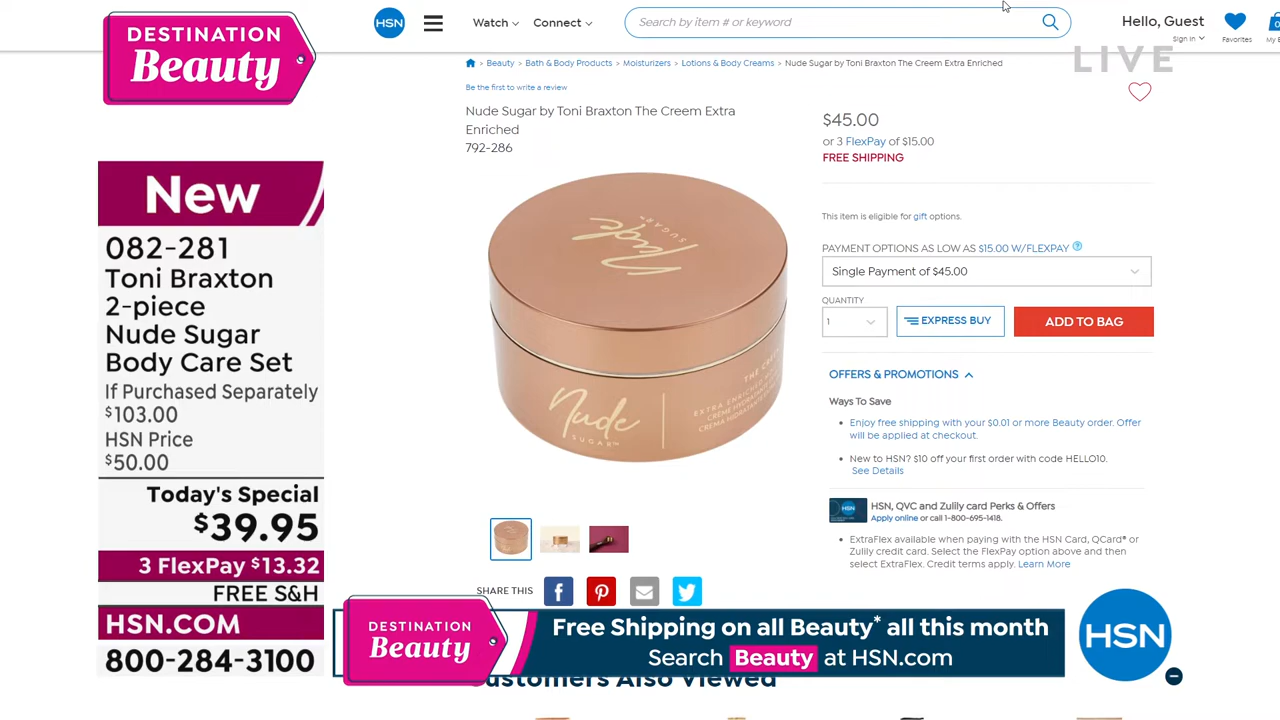 DESTINATION
Beauty
HSN
Watch
Connect
Search by item # or keyword
Hello, Guest
Sign In
Favorites
0
LIVE
Beauty > Bath & Body Products > Moisturizers > Lotions & Body Creams > Nude Sugar by Toni Braxton The Creem Extra Enriched
Be the first to write a review
Nude Sugar by Toni Braxton The Creem Extra
Enriched
792-286
Nude
SUGAR™
Nude
SUGAR™
$45.00
or 3 FlexPay of $15.00
FREE SHIPPING
This item is eligible for gift options.
PAYMENT OPTIONS AS LOW AS $15.00 W/FLEXPAY ?
Single Payment of $45.00
QUANTITY
1
EXPRESS BUY
ADD TO BAG
OFFERS & PROMOTIONS
Ways To Save
• Enjoy free shipping with your $0.01 or more Beauty order. Offer
will be applied at checkout.
• New to HSN? $10 off your first order with code HELLO10.
See Details
HSN, QVC and Zulily card Perks & Offers
Apply online or call 1-800-695-1418.
• ExtraFlex available when paying with the HSN Card, QCard® or
Zulily credit card. Select the FlexPay option above and then
select ExtraFlex. Credit terms apply. Learn More
SHARE THIS
New
082-281
Toni Braxton
2-piece
Nude Sugar
Body Care Set
If Purchased Separately
$103.00
HSN Price
$50.00
Today's Special
$39.95
3 FlexPay $13.32
FREE S&H
HSN.COM
800-284-3100
DESTINATION
Beauty
Free Shipping on all Beauty* all this month
Search Beauty at HSN.com
HSN
Customers Also Viewed